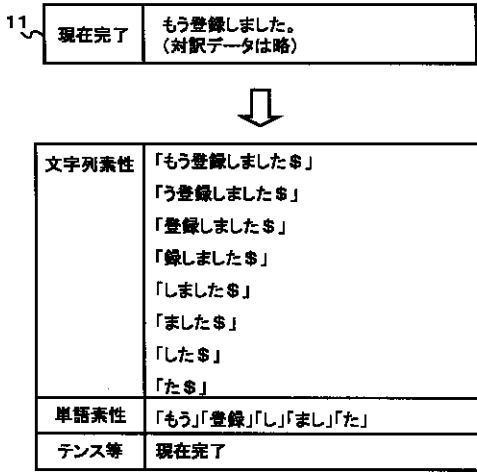 11
現在完了
もう登録しました。
(対訳データは略)
文字列素性
「もう登録しました$」
「う登録しました$」
「登録しました$」
「録しました$」
「しました$」
「ました$」
「した$」
「た$」
単語素性
「もう」「登録」「し」「まし」「た」
テンス等
現在完了